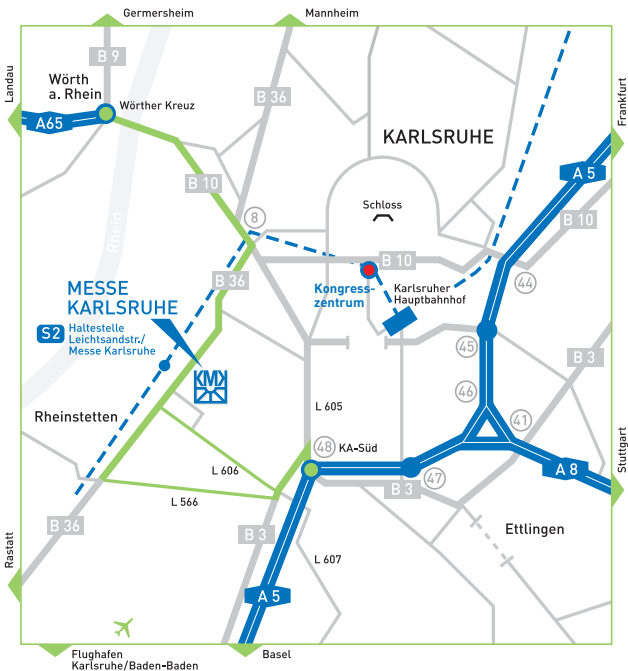 Germersheim
Mannheim
Landau
Frankfurt
B 9
B 36
Wörth
a. Rhein
Wörther Kreuz
A65
KARLSRUHE
A 5
B 10
B 10
Schloss
8
Rhein
B 10
44
B 36
Kongress-
zentrum
Karlsruher
Hauptbahnhof
MESSE
KARLSRUHE
S2
Haltestelle
Leichtsandstr./
Messe Karlsruhe
45
B 3
KMK
46
Rheinstetten
L 605
41
48
KA-Süd
L 606
47
A 8
Stuttgart
B 3
L 566
B 36
B 3
Ettlingen
L 607
Rastatt
A 5
Flughafen
Karlsruhe/Baden-Baden
Basel